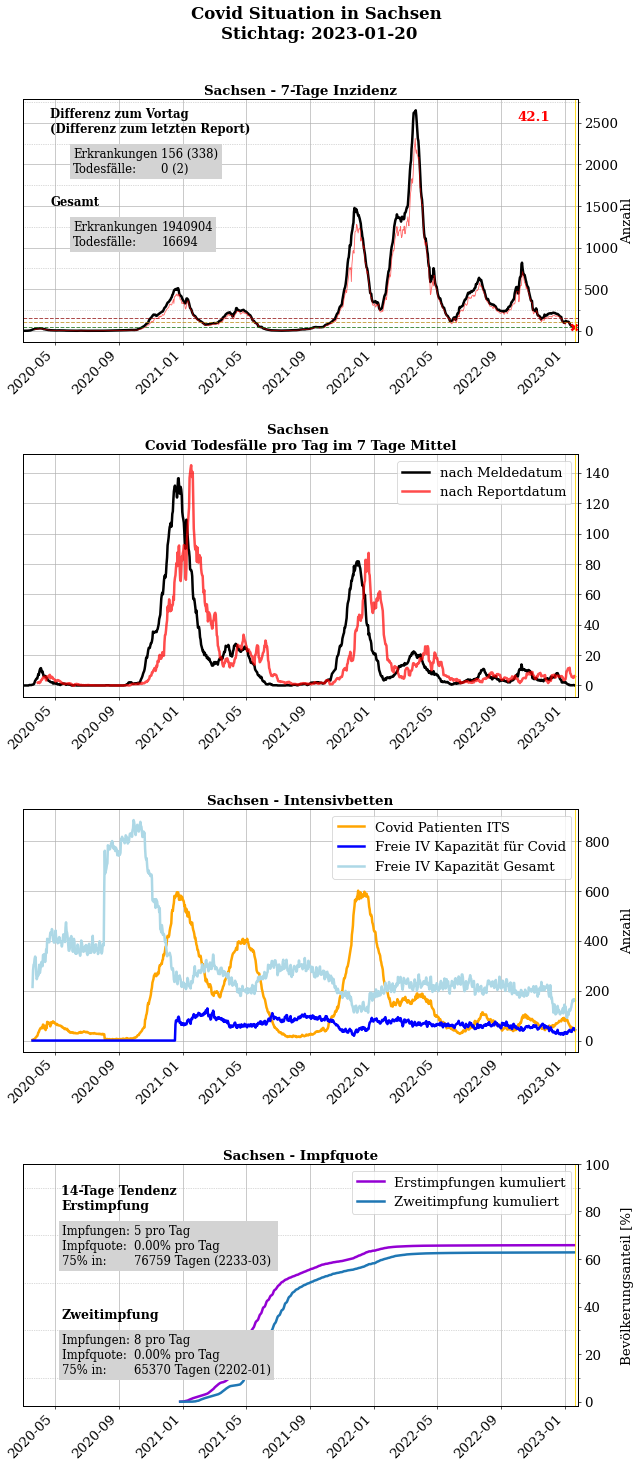 Covid Situation in Sachsen
Stichtag: 2023-01-20
Sachsen - 7-Tage Inzidenz
Differenz zum Vortag
(Differenz zum letzten Report)
Erkrankungen 156 (338)
Todesfälle: 0 (2)
Gesamt
Erkrankungen 1940904
Todesfälle: 16694
42.1
2500
2000
1500
1000
500
0
Anzahl
2020-05 2020-09 2021-01 2021-05 2021-09 2022-01 2022-05 2022-09 2023-01
Sachsen
Covid Todesfälle pro Tag im 7 Tage Mittel
nach Meldedatum
nach Reportdatum
140
120
100
80
60
40
20
0
2020-05 2020-09 2021-01 2021-05 2021-09 2022-01 2022-05 2022-09 2023-01
Sachsen - Intensivbetten
Covid Patienten ITS
Freie IV Kapazität für Covid
Freie IV Kapazität Gesamt
800
600
400
200
0
Anzahl
2020-05 2020-09 2021-01 2021-05 2021-09 2022-01 2022-05 2022-09 2023-01
Sachsen - Impfquote
14-Tage Tendenz
Erstimpfung
Impfungen: 5 pro Tag
Impfquote: 0.00% pro Tag
75% in: 76759 Tagen (2233-03)
Zweitimpfung
Impfungen: 8 pro Tag
Impfquote: 0.00% pro Tag
75% in: 65370 Tagen (2202-01)
Erstimpfungen kumuliert
Zweitimpfung kumuliert
100
80
60
40
20
0
Bevölkerungsanteil [%]
2020-05 2020-09 2021-01 2021-05 2021-09 2022-01 2022-05 2022-09 2023-01